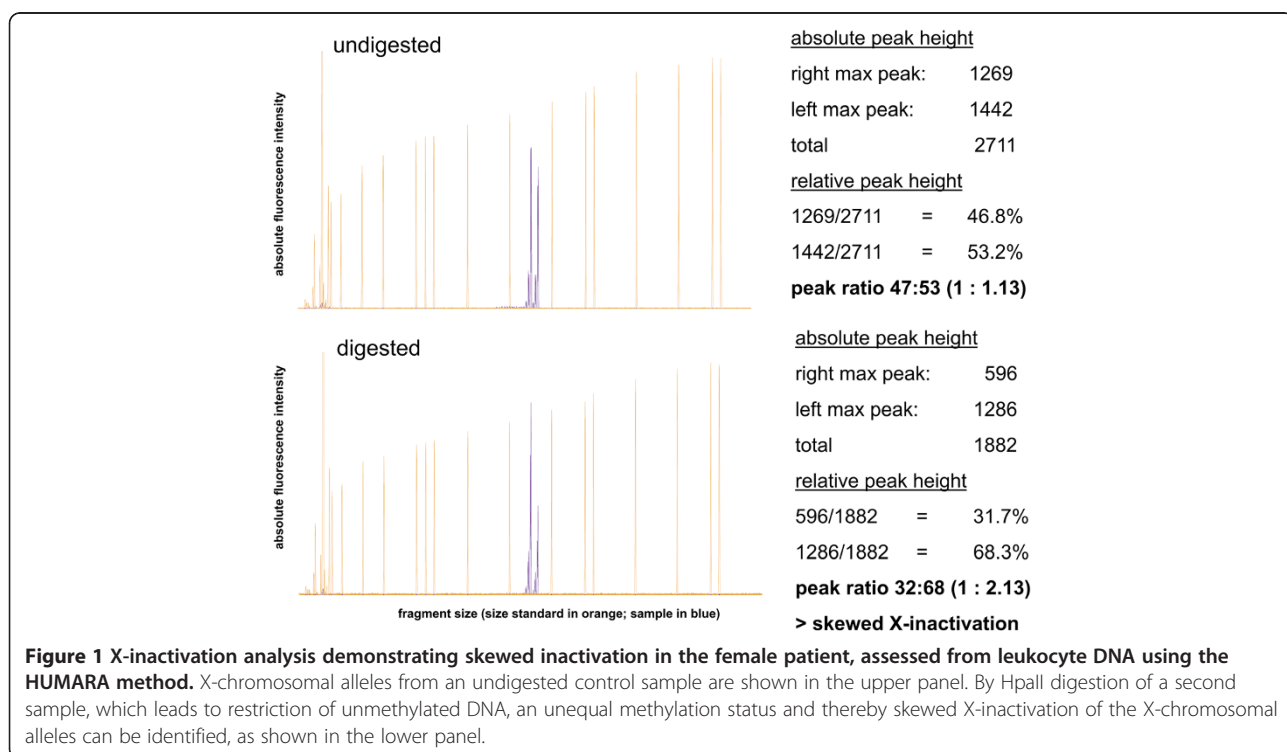 undigested
absolute fluorescence intensity
absolute peak height
right max peak: 1269
left max peak: 1442
total 2711
relative peak height
1269/2711 = 46.8%
1442/2711 = 53.2%
peak ratio 47:53 (1 : 1.13)
digested
absolute fluorescence intensity
fragment size (size standard in orange; sample in blue)
absolute peak height
right max peak: 596
left max peak: 1286
total 1882
relative peak height
596/1882 = 31.7%
1286/1882 = 68.3%
peak ratio 32:68 (1 : 2.13)
> skewed X-inactivation
Figure 1 X-inactivation analysis demonstrating skewed inactivation in the female patient, assessed from leukocyte DNA using the
HUMARA method. X-chromosomal alleles from an undigested control sample are shown in the upper panel. By HpaII digestion of a second
sample, which leads to restriction of unmethylated DNA, an unequal methylation status and thereby skewed X-inactivation of the X-chromosomal
alleles can be identified, as shown in the lower panel.